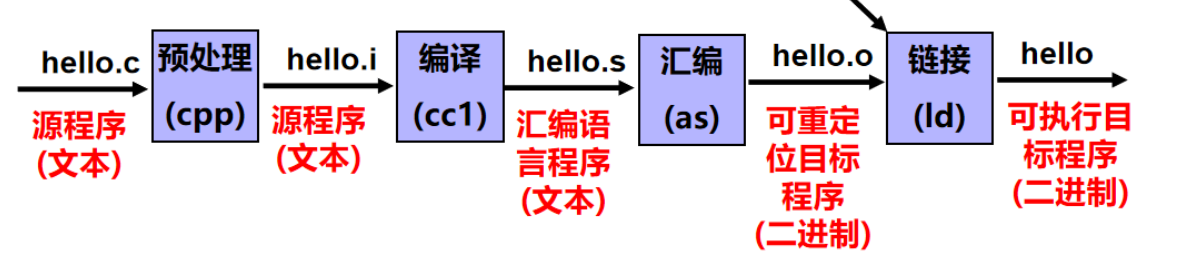 hello.c
源程序
(文本)
预处理
(cpp)
hello.i
源程序
(文本)
编译
(cc1)
hello.s
汇编语
言程序
(文本)
汇编
(as)
hello.o
可重定
位目标
程序
(二进制)
链接
(ld)
hello
可执行目
标程序
(二进制)